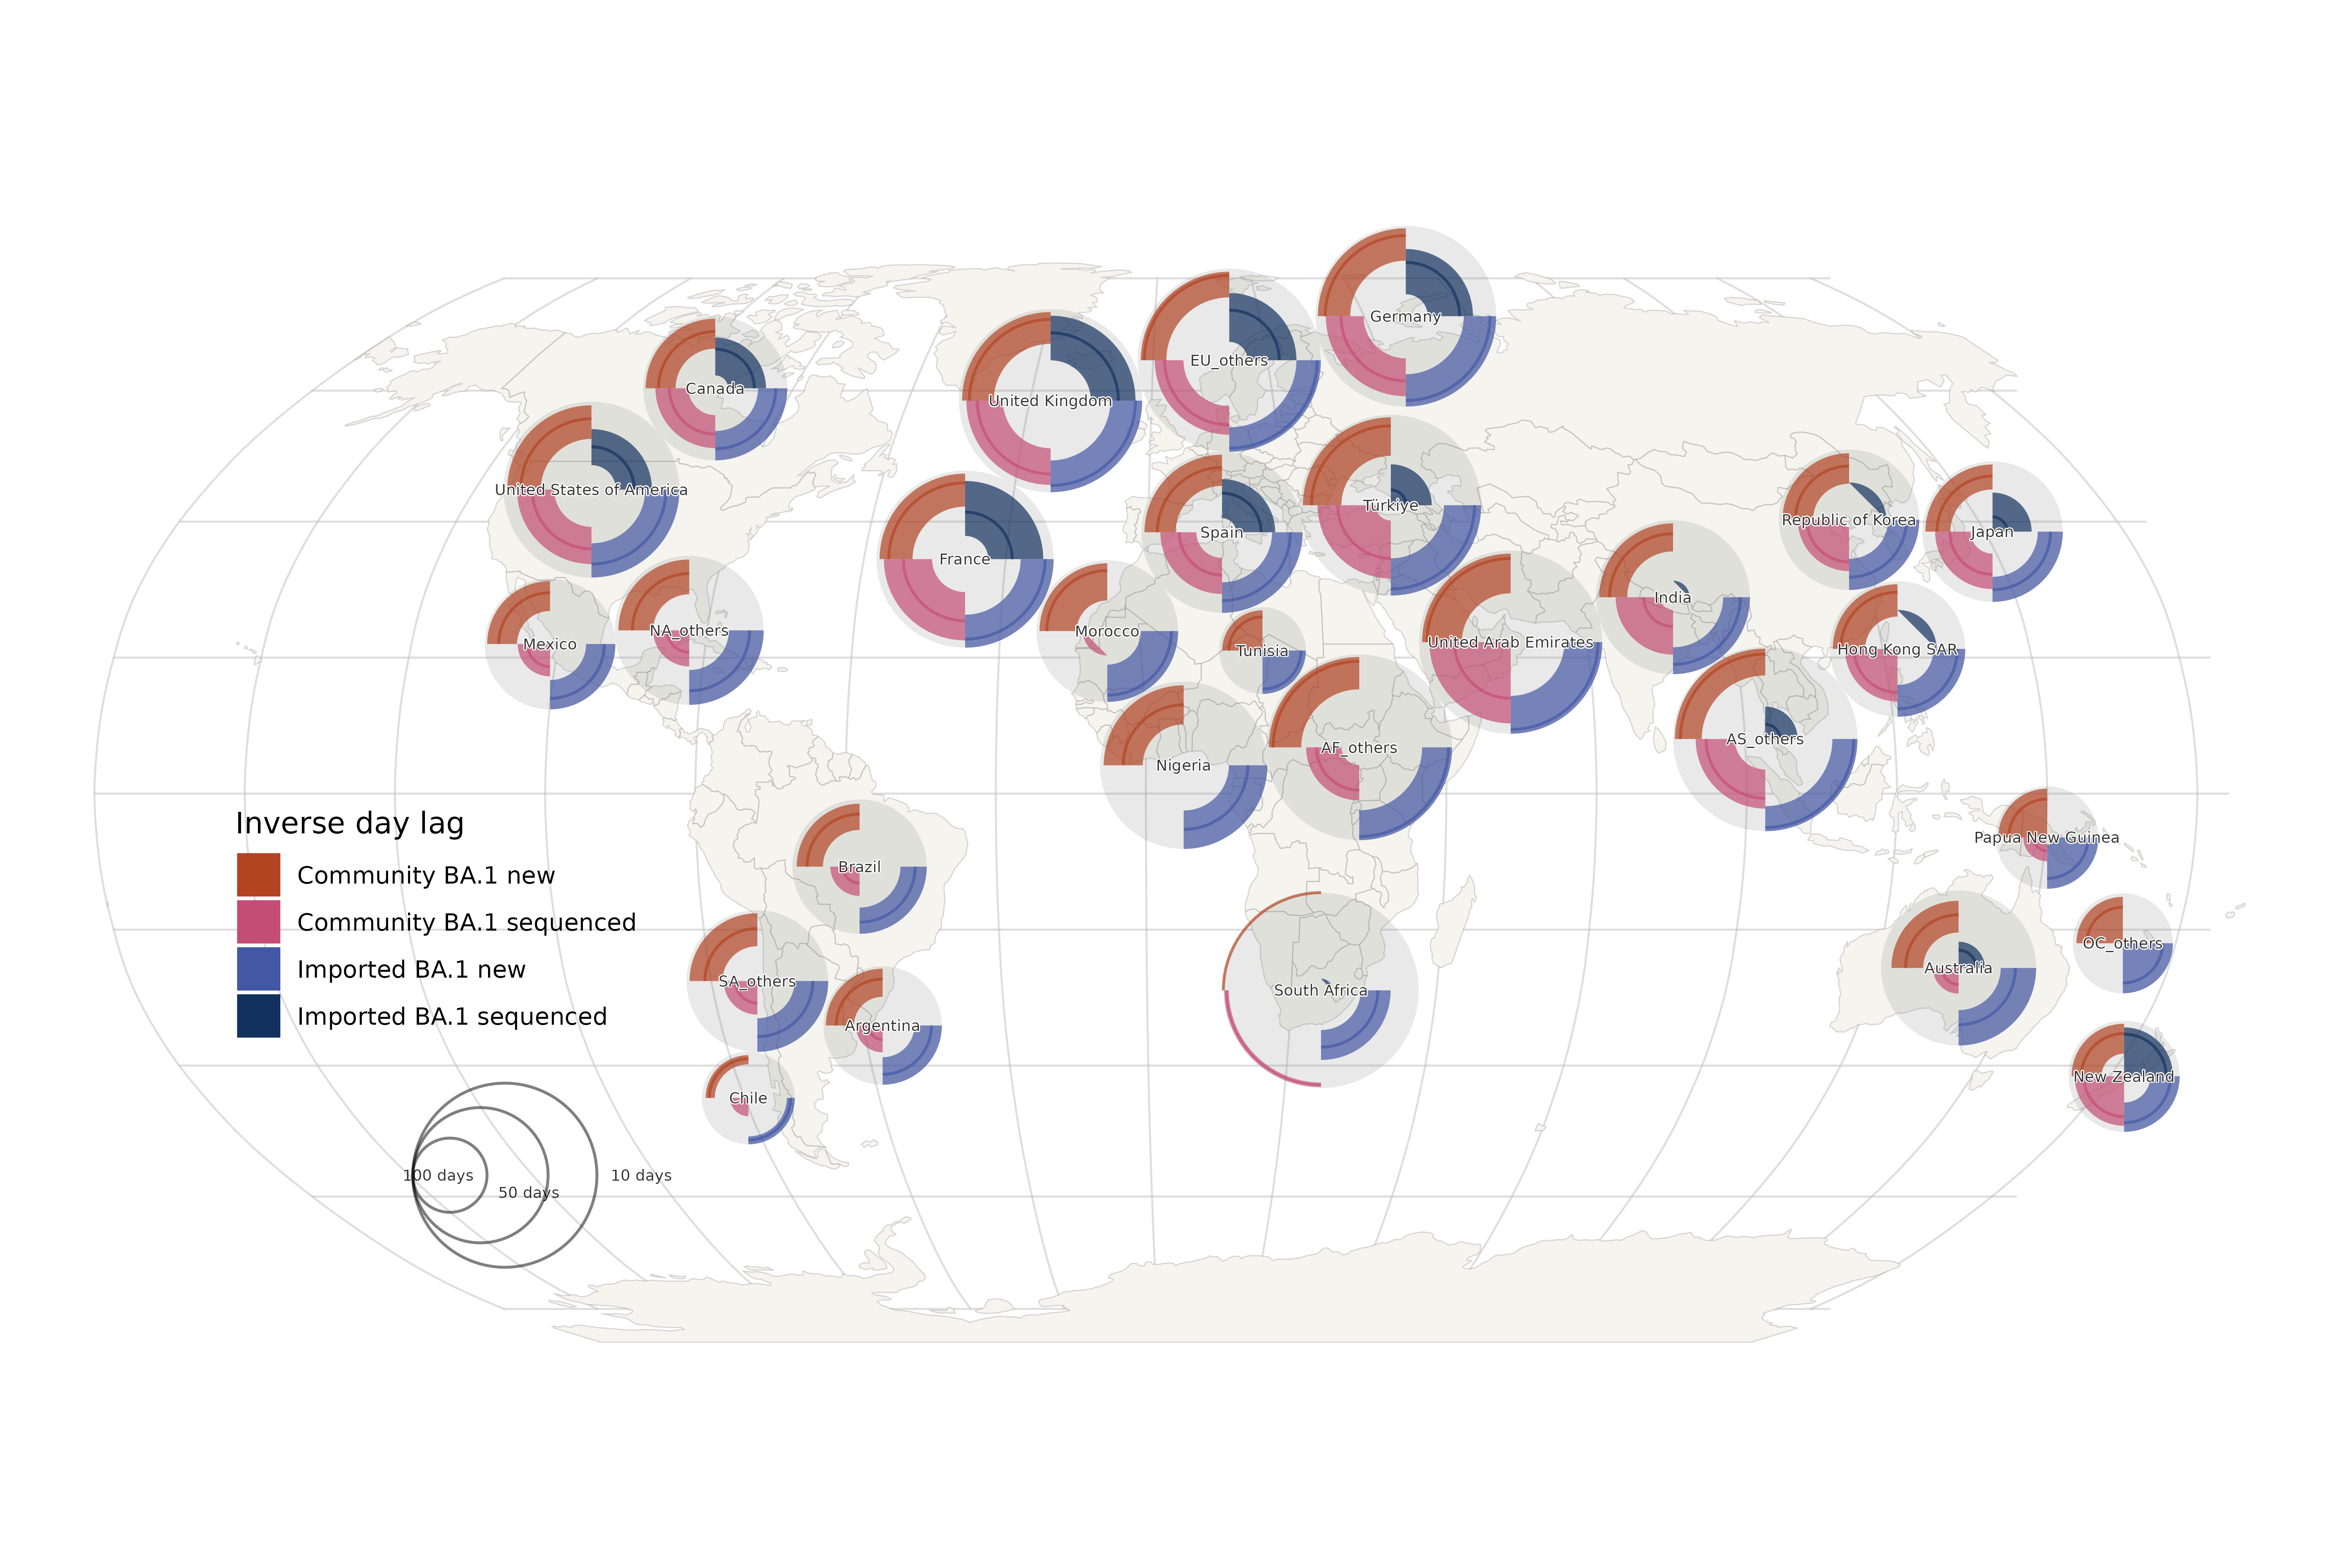 Germany
EU_others
Canada
United Kingdom
United States of America
Türkiye
Republic of Korea
Spain
Japan
France
India
Morocco
NA_others
United Arab Emirates
Mexico
Hong Kong SAR
Tunisia
AS_others
AF_others
Nigeria
Papua New Guinea
Brazil
OC_others
Australia
SA_others
South Africa
Argentina
New Zealand
Chile
Inverse day lag
Community BA.1 new
Community BA.1 sequenced
Imported BA.1 new
Imported BA.1 sequenced
100 days
50 days
10 days